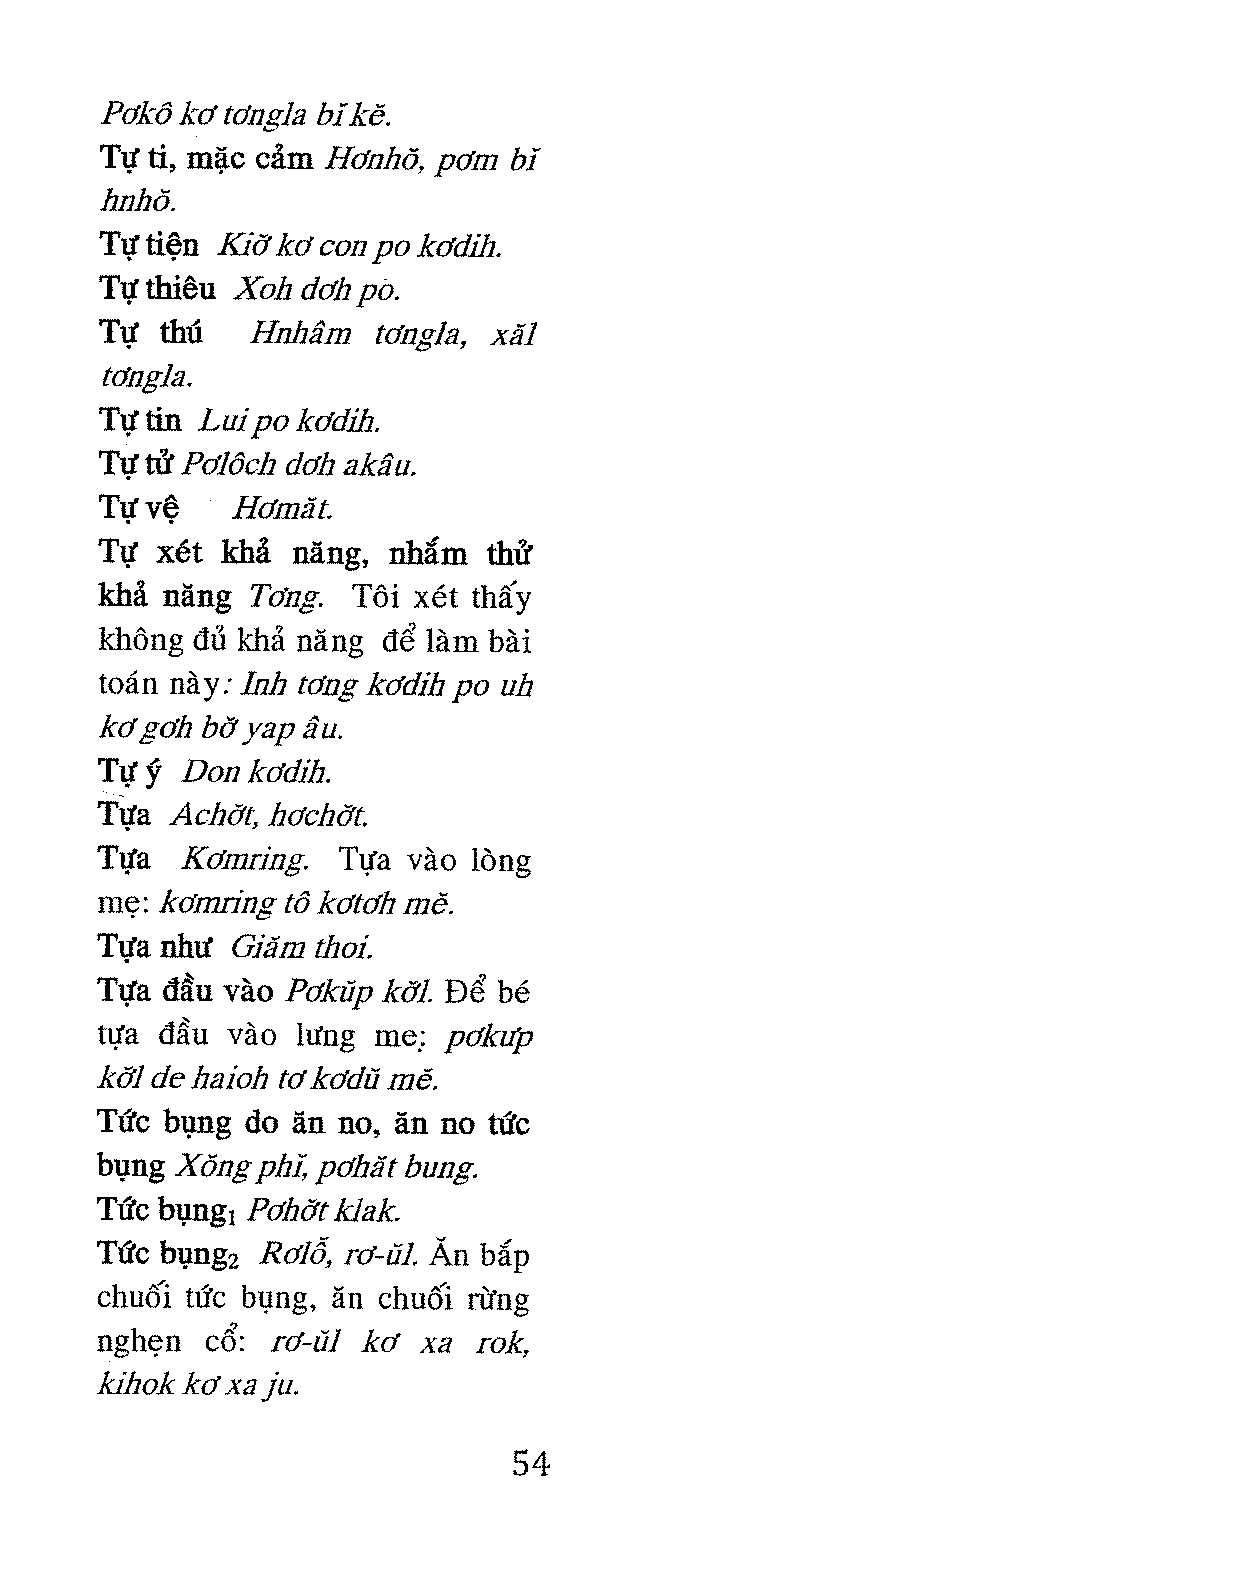 Pơkô kơ tơngla bĭ kĕ.
Tự ti, mặc cảm Hơnhŏ, pơm bĭ
hnhŏ.
Tự tiện Kiơ̆ kơ con po kơdih.
Tự thiêu Xoh dơh po.
Tự thú Hnhâm tơngla, xăl
tơngla.
Tự tin Lui po kơdih.
Tự tử Pơlôch dơh akâu.
Tự vệ Hơmăt.
Tự xét khả năng, nhắm thử
khả năng Tơng. Tôi xét thấy
không đủ khả năng để làm bài
toán này: Inh tơng kơdih po uh
kơ gơh bơ̆ yap âu.
Tự ý Don kơdih.
Tựa Achơ̆t, hơchơ̆t.
Tựa Kơmring. Tựa vào lòng
mẹ: kơmring tô kơtơh mĕ.
Tựa như Giăm thoi.
Tựa đầu vào Pơkŭp kơ̆l. Để bé
tựa đầu vào lưng mẹ: pơkưp
kơ̆l de haioh tơ kơdŭ mĕ.
Tức bụng do ăn no, ăn no tức
bụng Xŏng phĭ, pơhăt bung.
Tức bụng₁ Pơhơ̆t klak.
Tức bụng₂ Rơlô̆, rơ-ŭl. Ăn bắp
chuối tức bụng, ăn chuối rừng
nghẹn cổ: rơ-ŭl kơ xa rok,
kihok kơ xa ju.
54